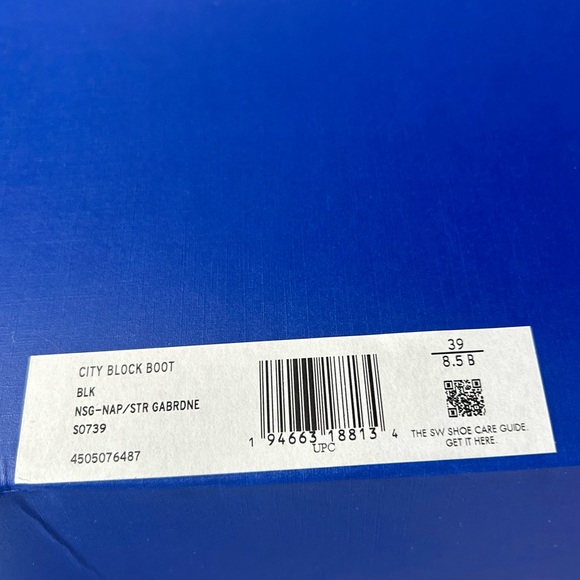 CITY BLOCK BOOT
BLK
NSG-NAP/STR GABRDNE
S0739
4505076487
1 94663 18813 4
UPC
39
8.5 B
THE SW SHOE CARE GUIDE.
GET IT HERE.